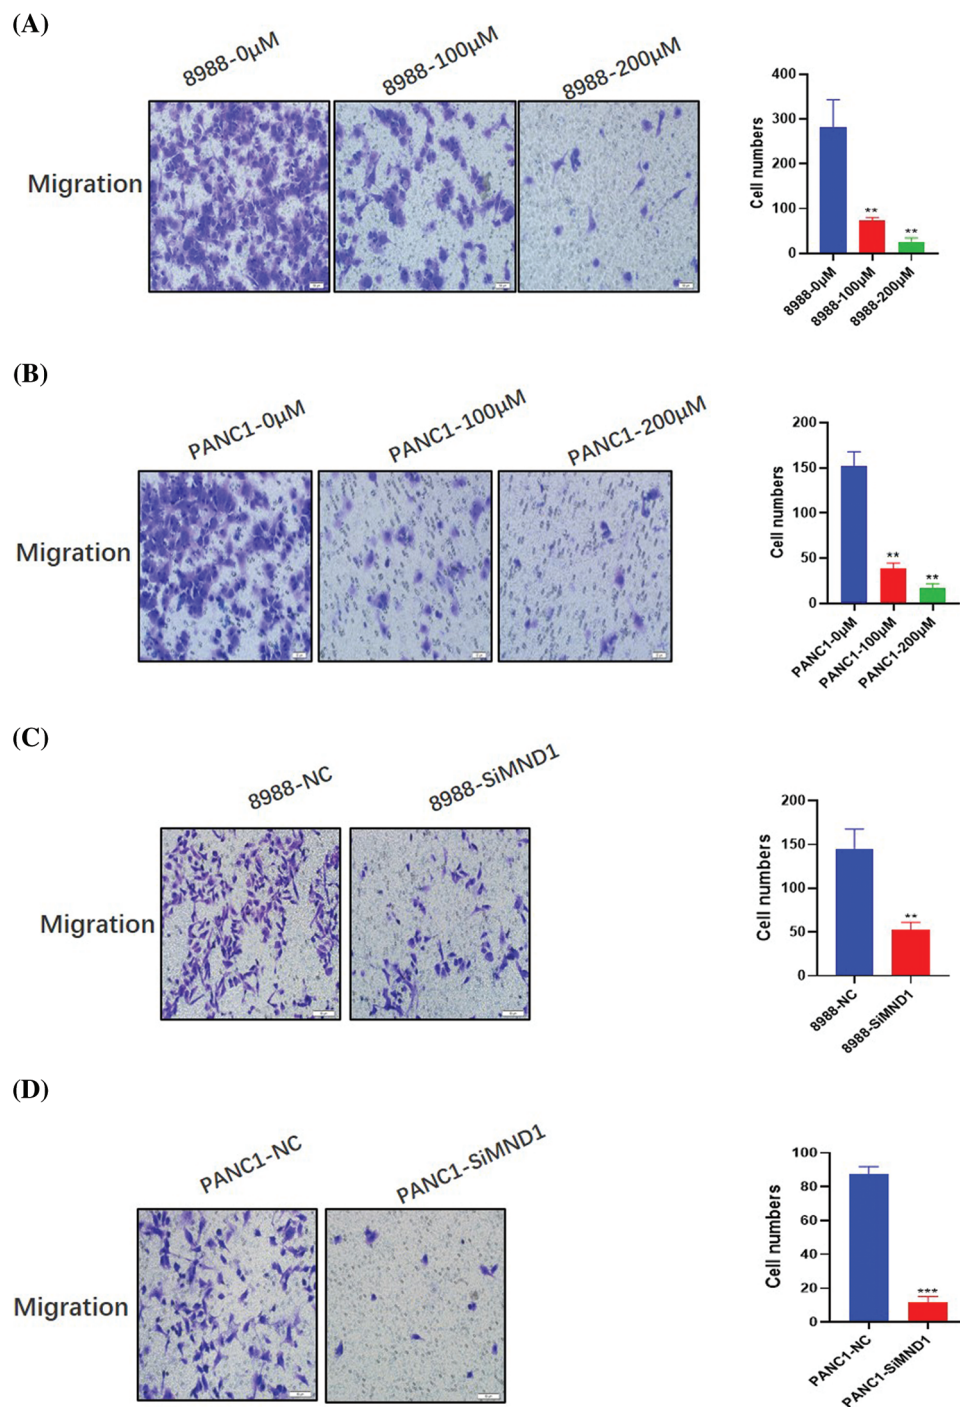 (A)
8988-0μM
8988-100μM
8988-200μM
Migration
Cell numbers
400
300
200
100
0
**
**
8988-0μM
8988-100μM
8988-200μM
(B)
PANC1-0μM
PANC1-100μM
PANC1-200μM
Migration
Cell numbers
200
150
100
50
0
**
**
PANC1-0μM
PANC1-100μM
PANC1-200μM
(C)
8988-NC
8988-SiMND1
Migration
Cell numbers
200
150
100
50
0
**
8988-NC
8988-SiMND1
(D)
PANC1-NC
PANC1-SiMND1
Migration
Cell numbers
100
80
60
40
20
0
***
PANC1-NC
PANC1-SiMND1